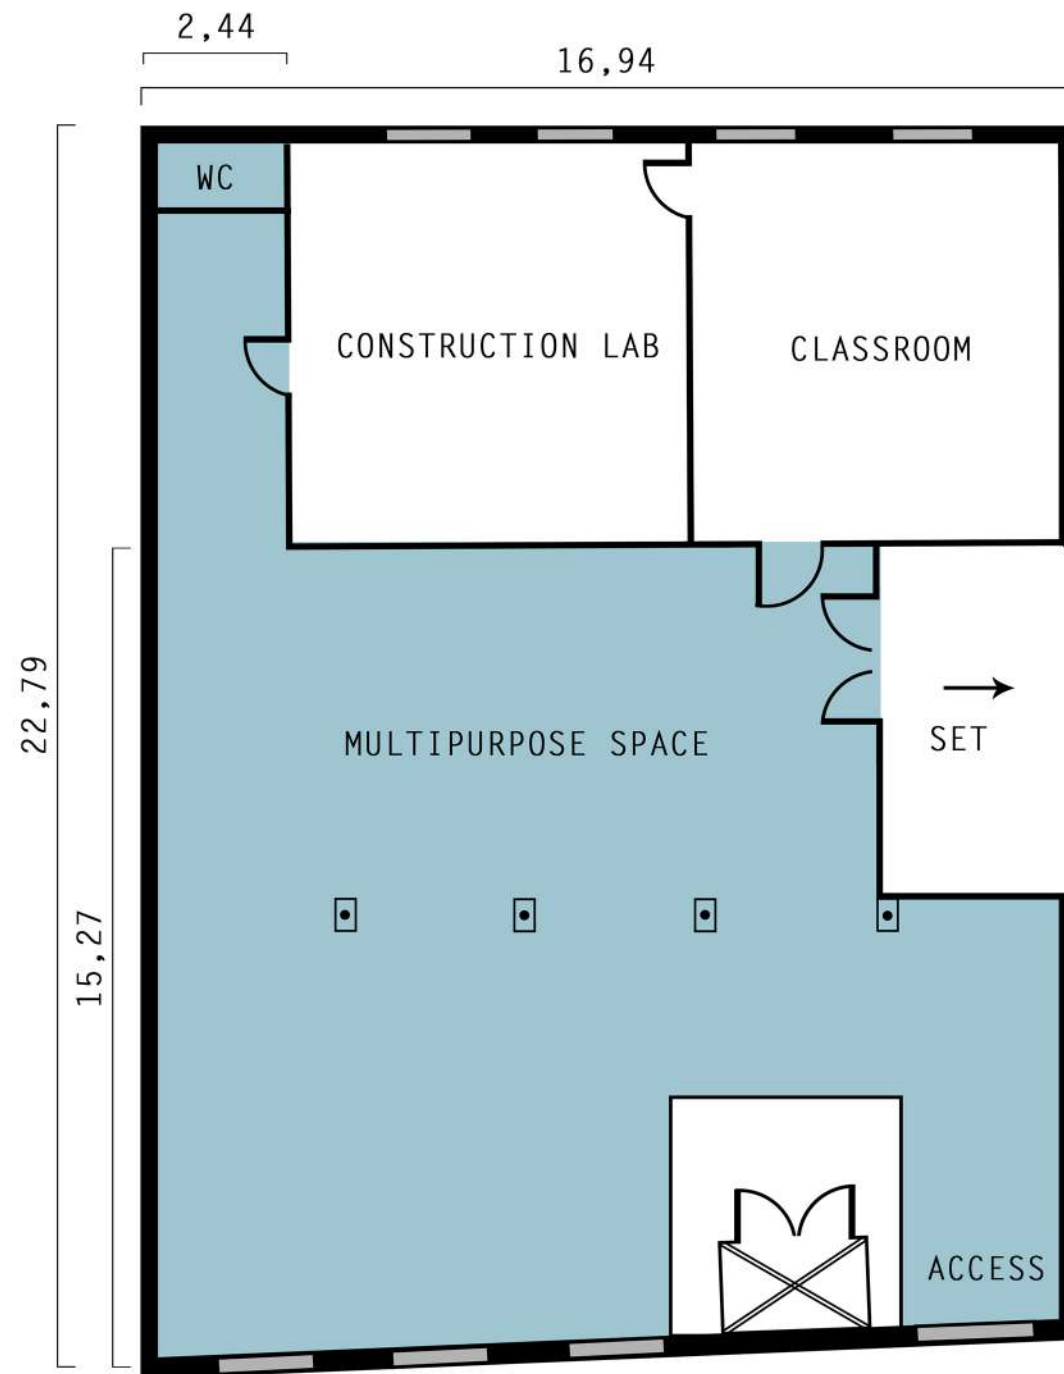 2,44
16,94
WC
CONSTRUCTION LAB
CLASSROOM
22,79
MULTIPURPOSE SPACE
SET
15,27
ACCESS